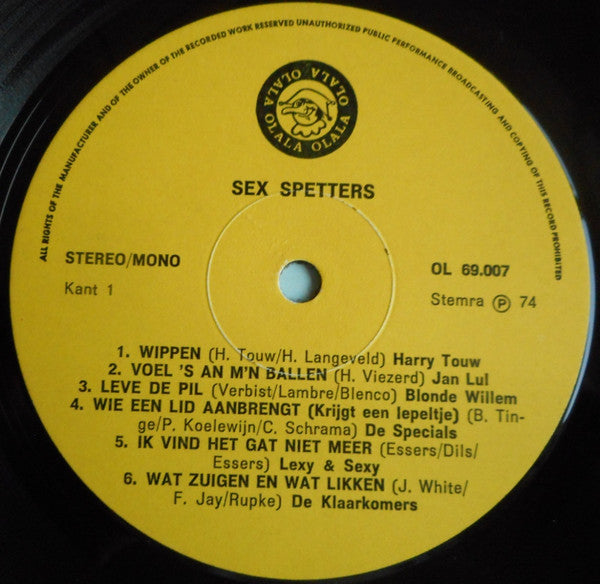 ALL RIGHTS OF THE MANUFACTURER AND OF THE OWNER OF THE RECORDED WORK RESERVED UNAUTHORIZED PUBLIC PERFORMANCE BROADCASTING AND COPYING OF THIS RECORD PROHIBITED
OLALA OLALA OLALA OLALA
SEX SPETTERS
STEREO/MONO
OL 69.007
Kant 1
Stemra Ⓟ 74
1. WIPPEN (H. Touw/H. Langeveld) Harry Touw
2. VOEL 'S AN M'N BALLEN (H. Viezerd) Jan Lul
3. LEVE DE PIL (Verbist/Lambre/Blenco) Blonde Willem
4. WIE EEN LID AANBRENGT (Krijgt een lepeltje) (B. Tin-
ge/P. Koelewijn/C. Schrama) De Specials
5. IK VIND HET GAT NIET MEER (Essers/Dils/
Essers) Lexy & Sexy
6. WAT ZUIGEN EN WAT LIKKEN (J. White/
F. Jay/Rupke) De Klaarkomers